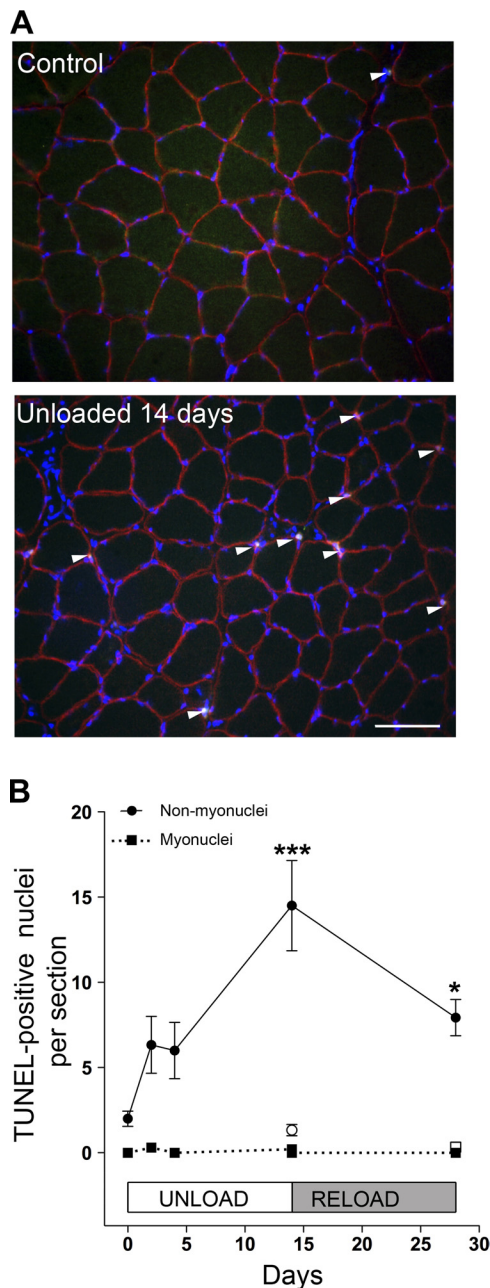 A
Control
Unloaded 14 days
B
Non-myonuclei
Myonuclei
TUNEL-positive nuclei
per section
20
15
10
5
0
***
*
UNLOAD
RELOAD
0
5
10
15
20
25
30
Days